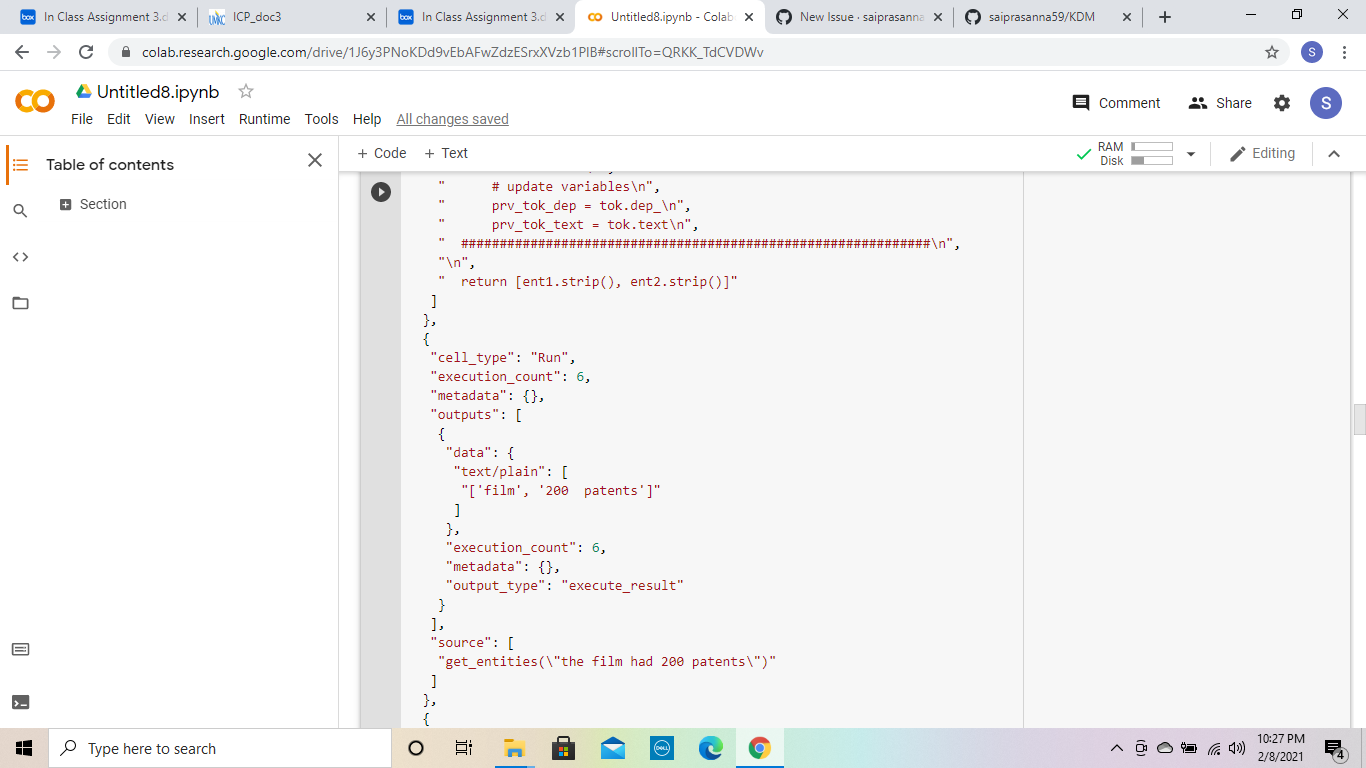 In Class Assignment 3.d
ICP_doc3
In Class Assignment 3.d
Untitled8.ipynb - Colab
New Issue · saiprasanna
saiprasanna59/KDM
colab.research.google.com/drive/1J6y3PNoKDd9vEbAFwZdzESrxXVzb1PlB#scrollTo=QRKK_TdCVDWv
S
Untitled8.ipynb
Comment
Share
S
File Edit View Insert Runtime Tools Help All changes saved
Table of contents
+ Code + Text
RAM
Disk
Editing
Section
"      # update variables\n",
"      prv_tok_dep = tok.dep_\n",
"      prv_tok_text = tok.text\n",
"  #############################################################\n",
"\n",
"  return [ent1.strip(), ent2.strip()]"
]
},
{
"cell_type": "Run",
"execution_count": 6,
"metadata": {},
"outputs": [
{
"data": {
"text/plain": [
"['film', '200  patents']"
]
},
"execution_count": 6,
"metadata": {},
"output_type": "execute_result"
}
],
"source": [
"get_entities(\"the film had 200 patents\")"
]
},
{
Type here to search
DELL
10:27 PM
2/8/2021
4